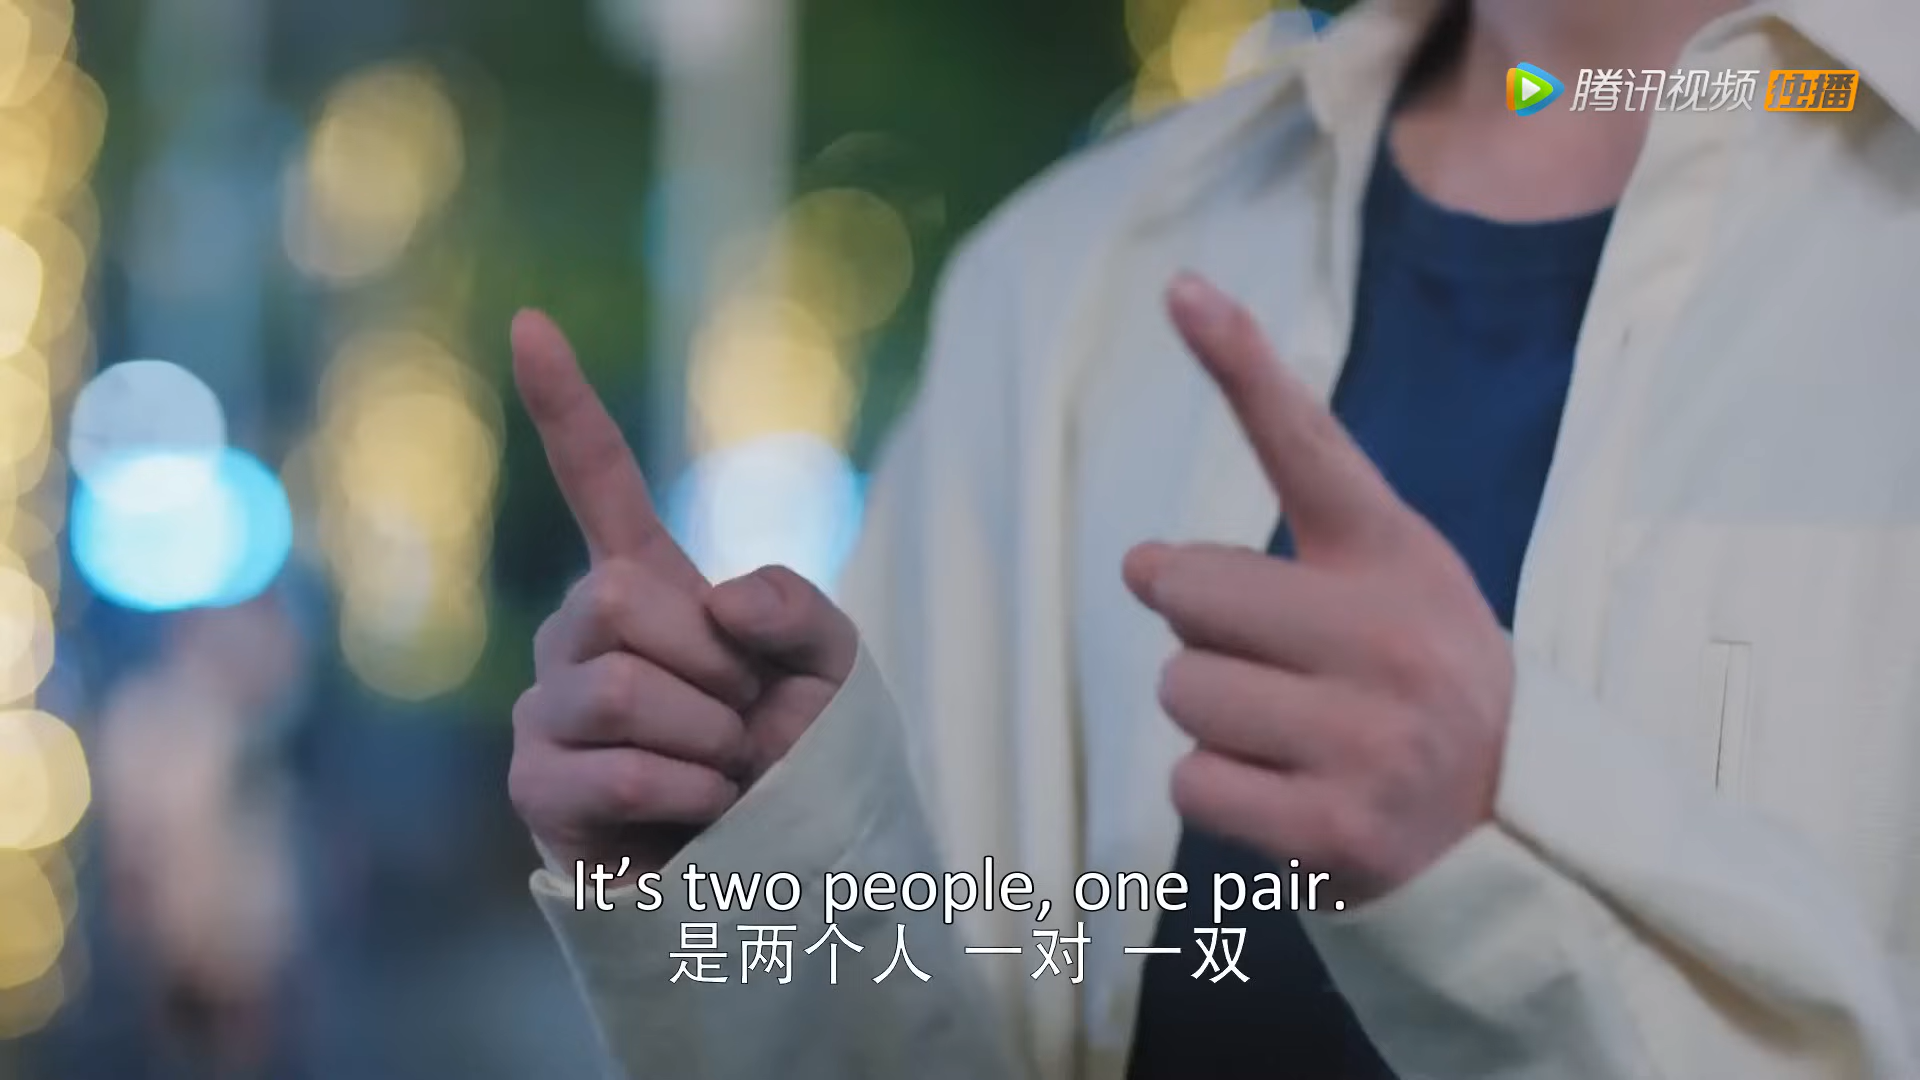 腾讯视频 独播
It’s two people, one pair.
是两个人 一对 一双